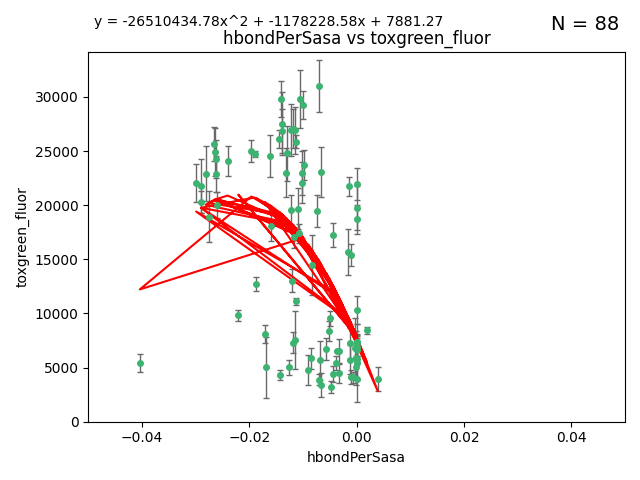 y = -26510434.78x^2 + -1178228.58x + 7881.27
N = 88
hbondPerSasa vs toxgreen_fluor
toxgreen_fluor
30000
25000
20000
15000
10000
5000
0
−0.04
−0.02
0.00
0.02
0.04
hbondPerSasa